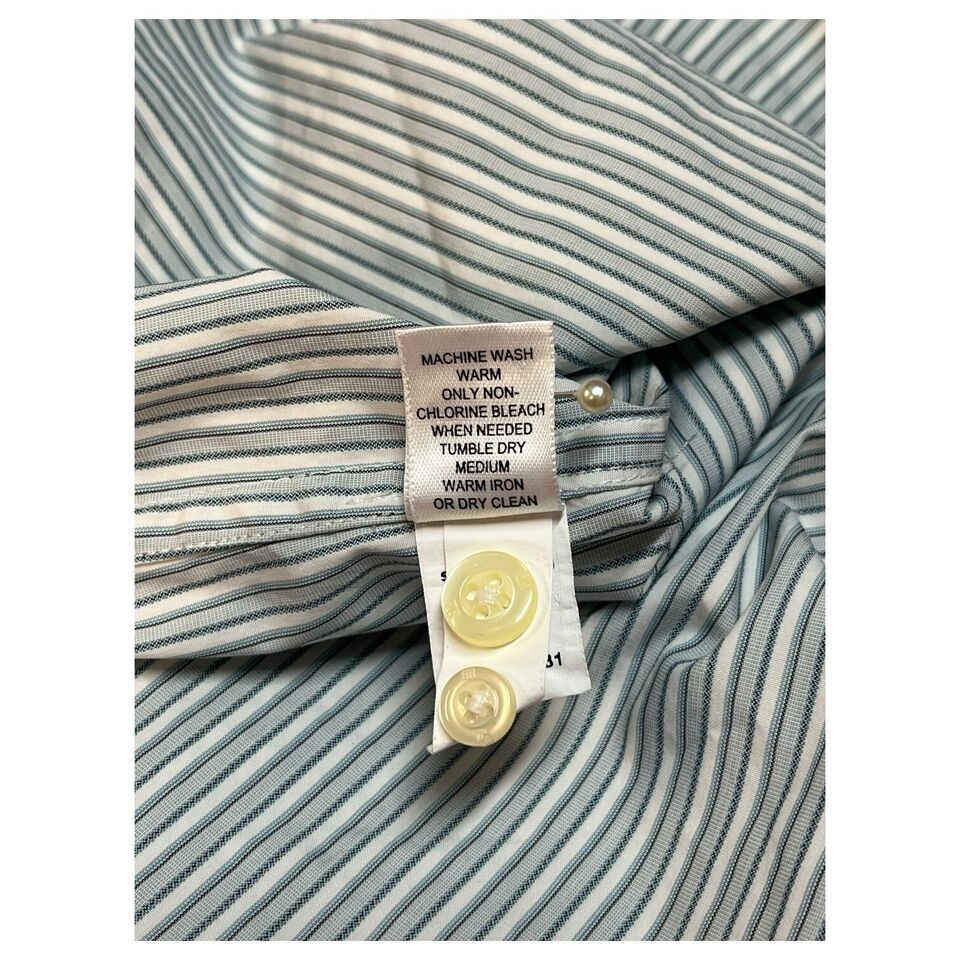 MACHINE WASH
WARM
ONLY NON-
CHLORINE BLEACH
WHEN NEEDED
TUMBLE DRY
MEDIUM
WARM IRON
OR DRY CLEAN